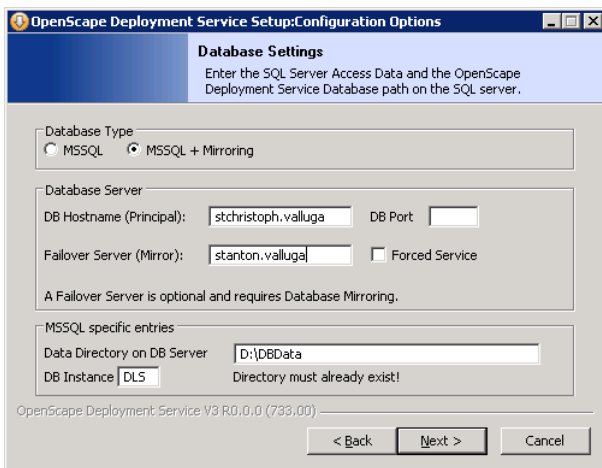 OpenScape Deployment Service Setup:Configuration Options
Database Settings
Enter the SQL Server Access Data and the OpenScape
Deployment Service Database path on the SQL server.
Database Type
MSSQL MSSQL + Mirroring
Database Server
DB Hostname (Principal): stchristoph.valluga DB Port
Failover Server (Mirror): stanton.valluga Forced Service
A Failover Server is optional and requires Database Mirroring.
MSSQL specific entries
Data Directory on DB Server D:\DBData
DB Instance DLS Directory must already exist!
OpenScape Deployment Service V3 R0.0.0 (733.00)
< Back Next > Cancel